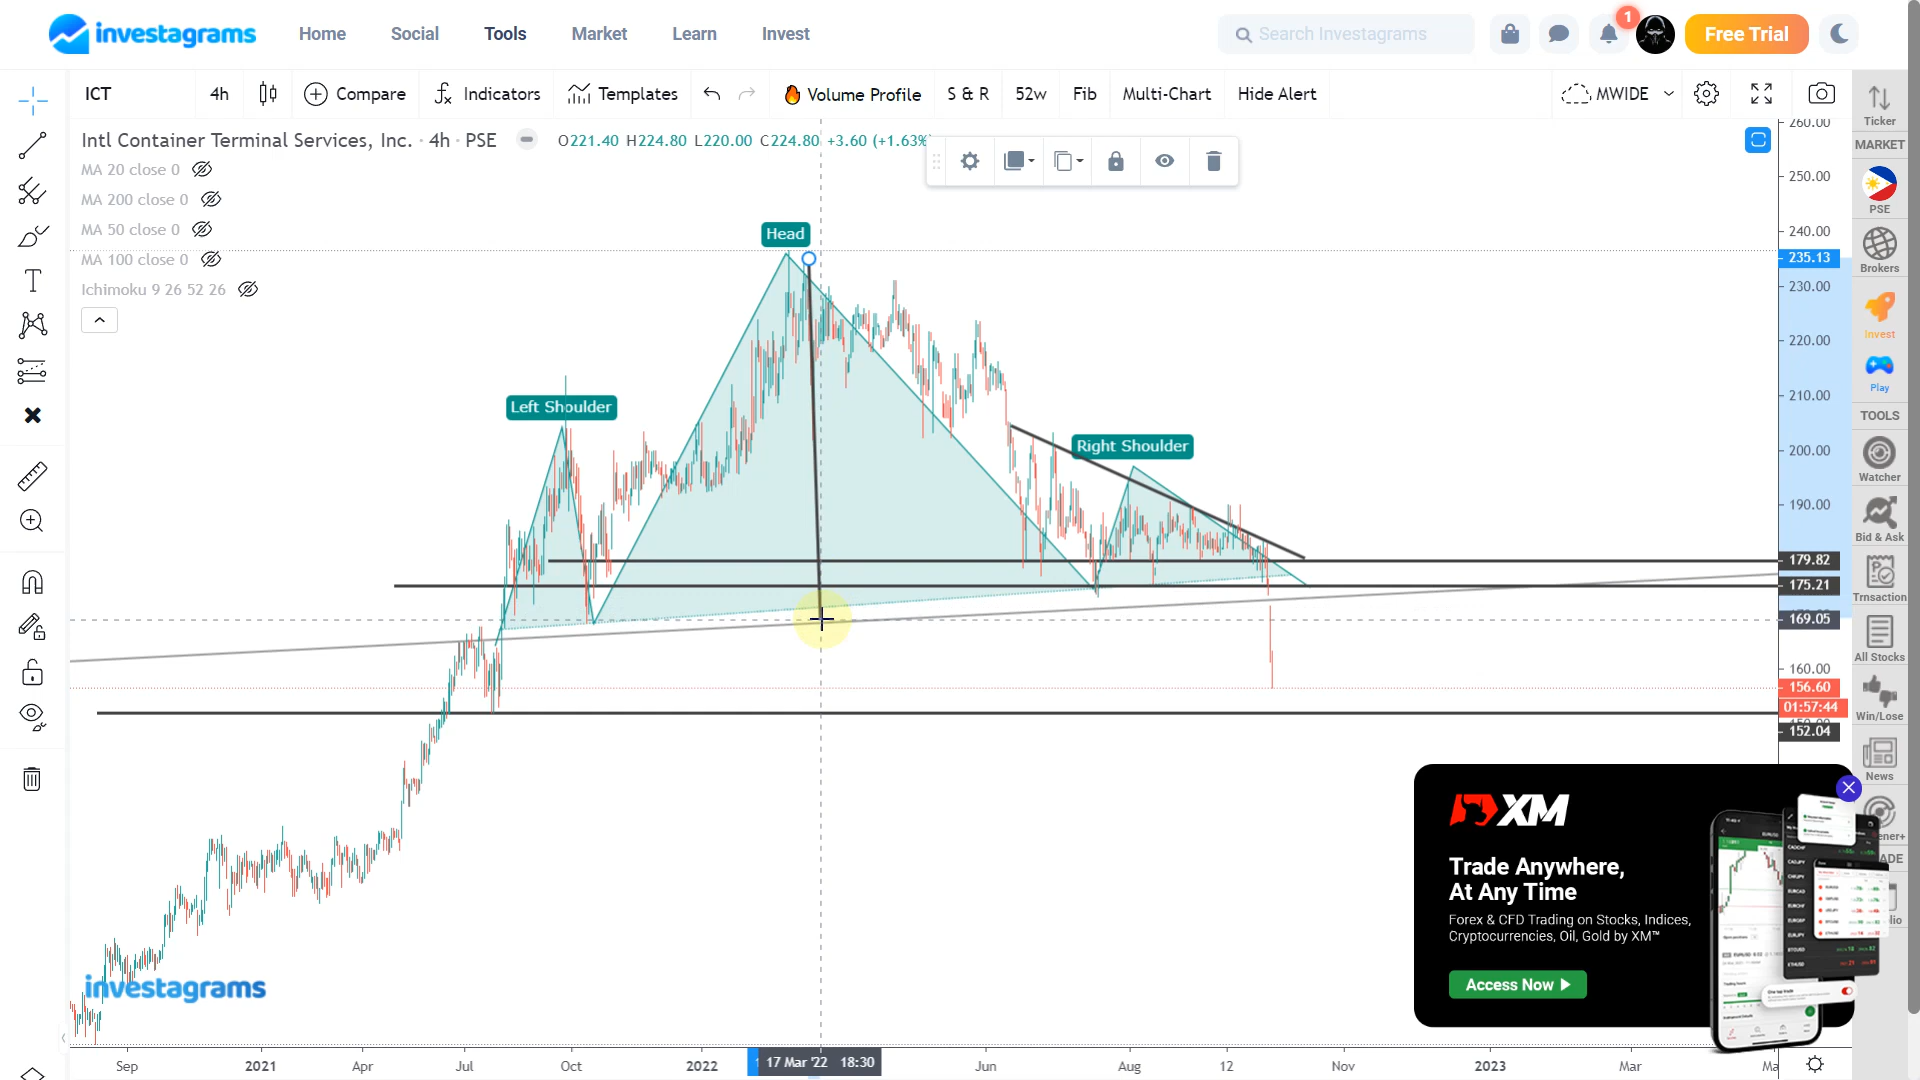 investagrams
Home
Social
Tools
Market
Learn
Invest
Search Investagrams
1
Free Trial
ICT
4h
Compare
Indicators
Templates
Volume Profile
S & R
52w
Fib
Multi-Chart
Hide Alert
MWIDE
Ticker
MARKET
PSE
Brokers
Invest
Play
TOOLS
Watcher
Bid & Ask
Trnsaction
All Stocks
Win/Lose
News
Intl Container Terminal Services, Inc. · 4h · PSE
O221.40 H224.80 L220.00 C224.80 +3.60 (+1.63%
MA 20 close 0
MA 200 close 0
MA 50 close 0
MA 100 close 0
Ichimoku 9 26 52 26
Head
Left Shoulder
Right Shoulder
260.00
250.00
240.00
235.13
230.00
220.00
210.00
200.00
190.00
179.82
175.21
169.05
160.00
156.60
01:57:44
152.04
XM
Trade Anywhere,
At Any Time
Forex & CFD Trading on Stocks, Indices,
Cryptocurrencies, Oil, Gold by XM™
Access Now
investagrams
Sep
2021
Apr
Jul
Oct
2022
17 Mar '22 18:30
Jun
Aug
12
Nov
2023
Mar